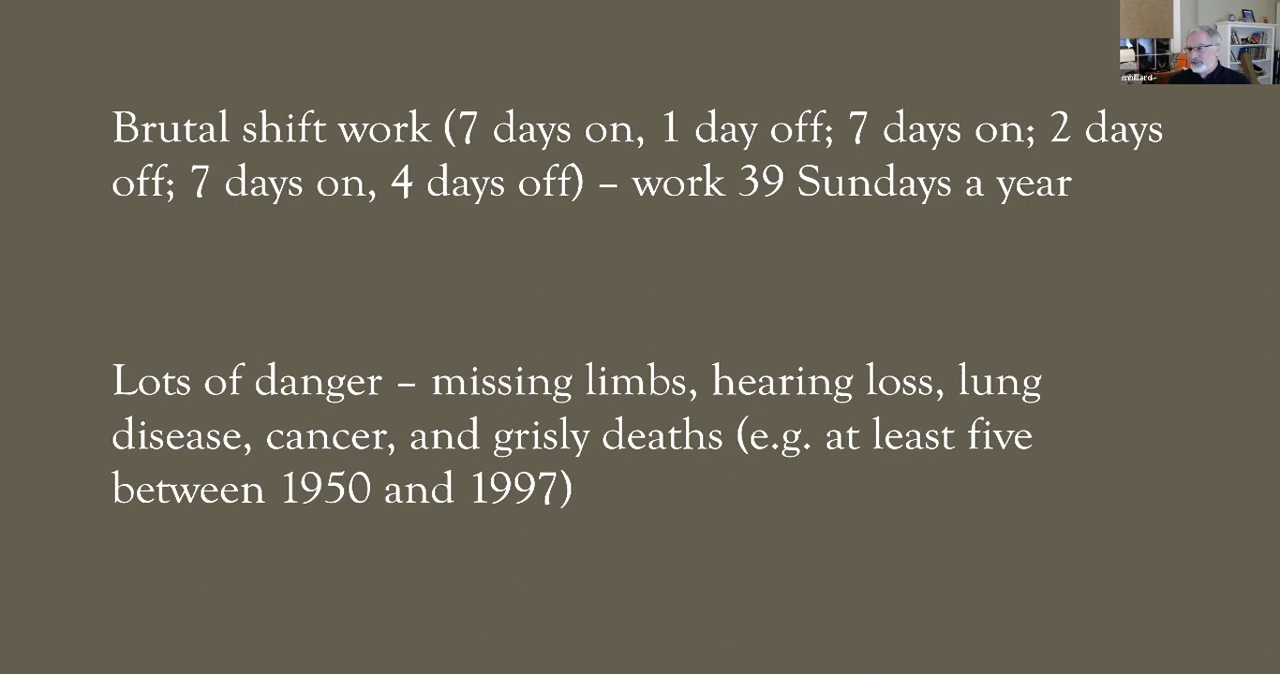 mhillard
Brutal shift work (7 days on, 1 day off; 7 days on; 2 days
off; 7 days on, 4 days off) – work 39 Sundays a year
Lots of danger – missing limbs, hearing loss, lung
disease, cancer, and grisly deaths (e.g. at least five
between 1950 and 1997)